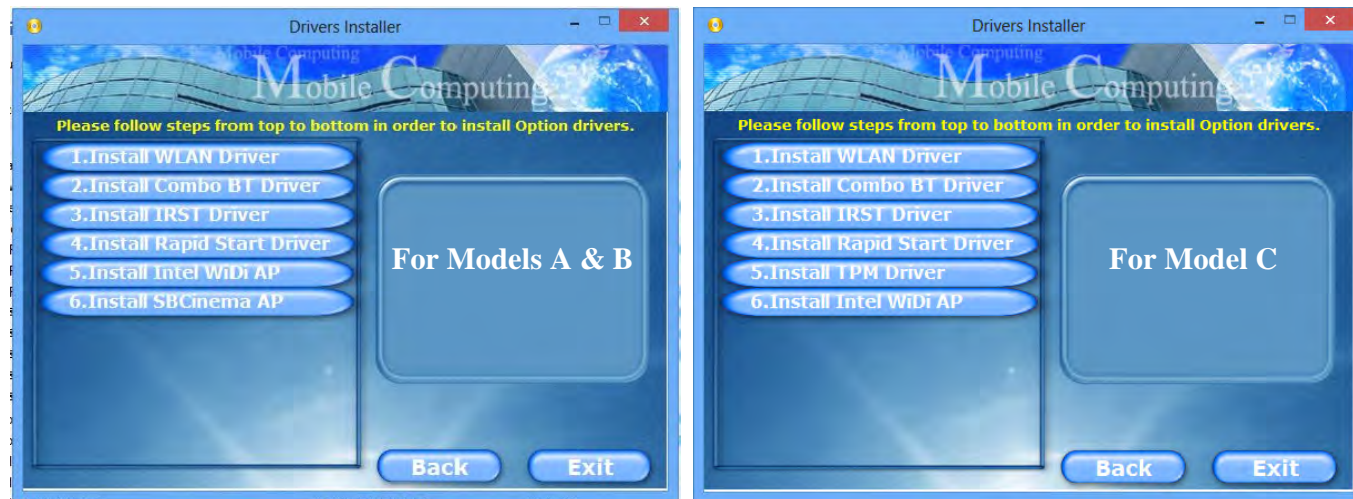 Drivers Installer
Mobile Computing
Mobile Computing
Please follow steps from top to bottom in order to install Option drivers.
1.Install WLAN Driver
2.Install Combo BT Driver
3.Install IRST Driver
4.Install Rapid Start Driver
5.Install Intel WiDi AP
6.Install SBCinema AP
For Models A & B
Back
Exit
Drivers Installer
Mobile Computing
Mobile Computing
Please follow steps from top to bottom in order to install Option drivers.
1.Install WLAN Driver
2.Install Combo BT Driver
3.Install IRST Driver
4.Install Rapid Start Driver
5.Install TPM Driver
6.Install Intel WiDi AP
For Model C
Back
Exit